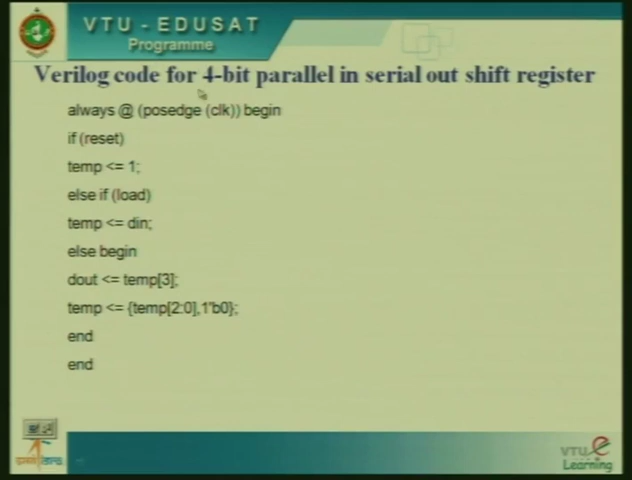 VTU - EDUSAT
Programme
Verilog code for 4-bit parallel in serial out shift register
always @ (posedge (clk)) begin
if (reset)
temp <= 1;
else if (load)
temp <= din;
else begin
dout <= temp[3];
temp <= {temp[2:0],1'b0};
end
end
VTU e
Learning